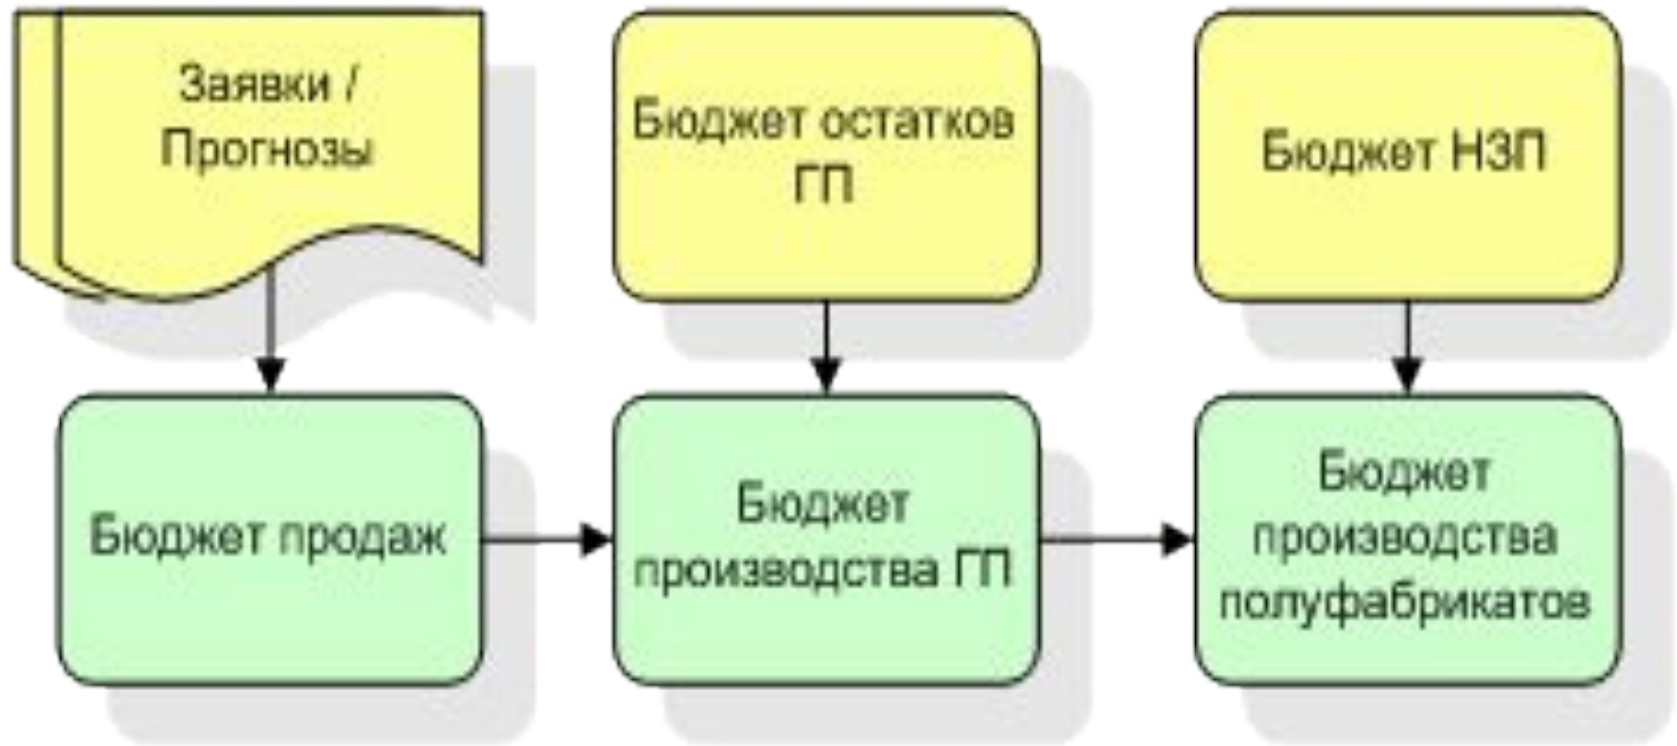 Заявки /
Прогнозы
Бюджет остатков
ГП
Бюджет НЗП
Бюджет продаж
Бюджет
производства ГП
Бюджет
производства
полуфабрикатов